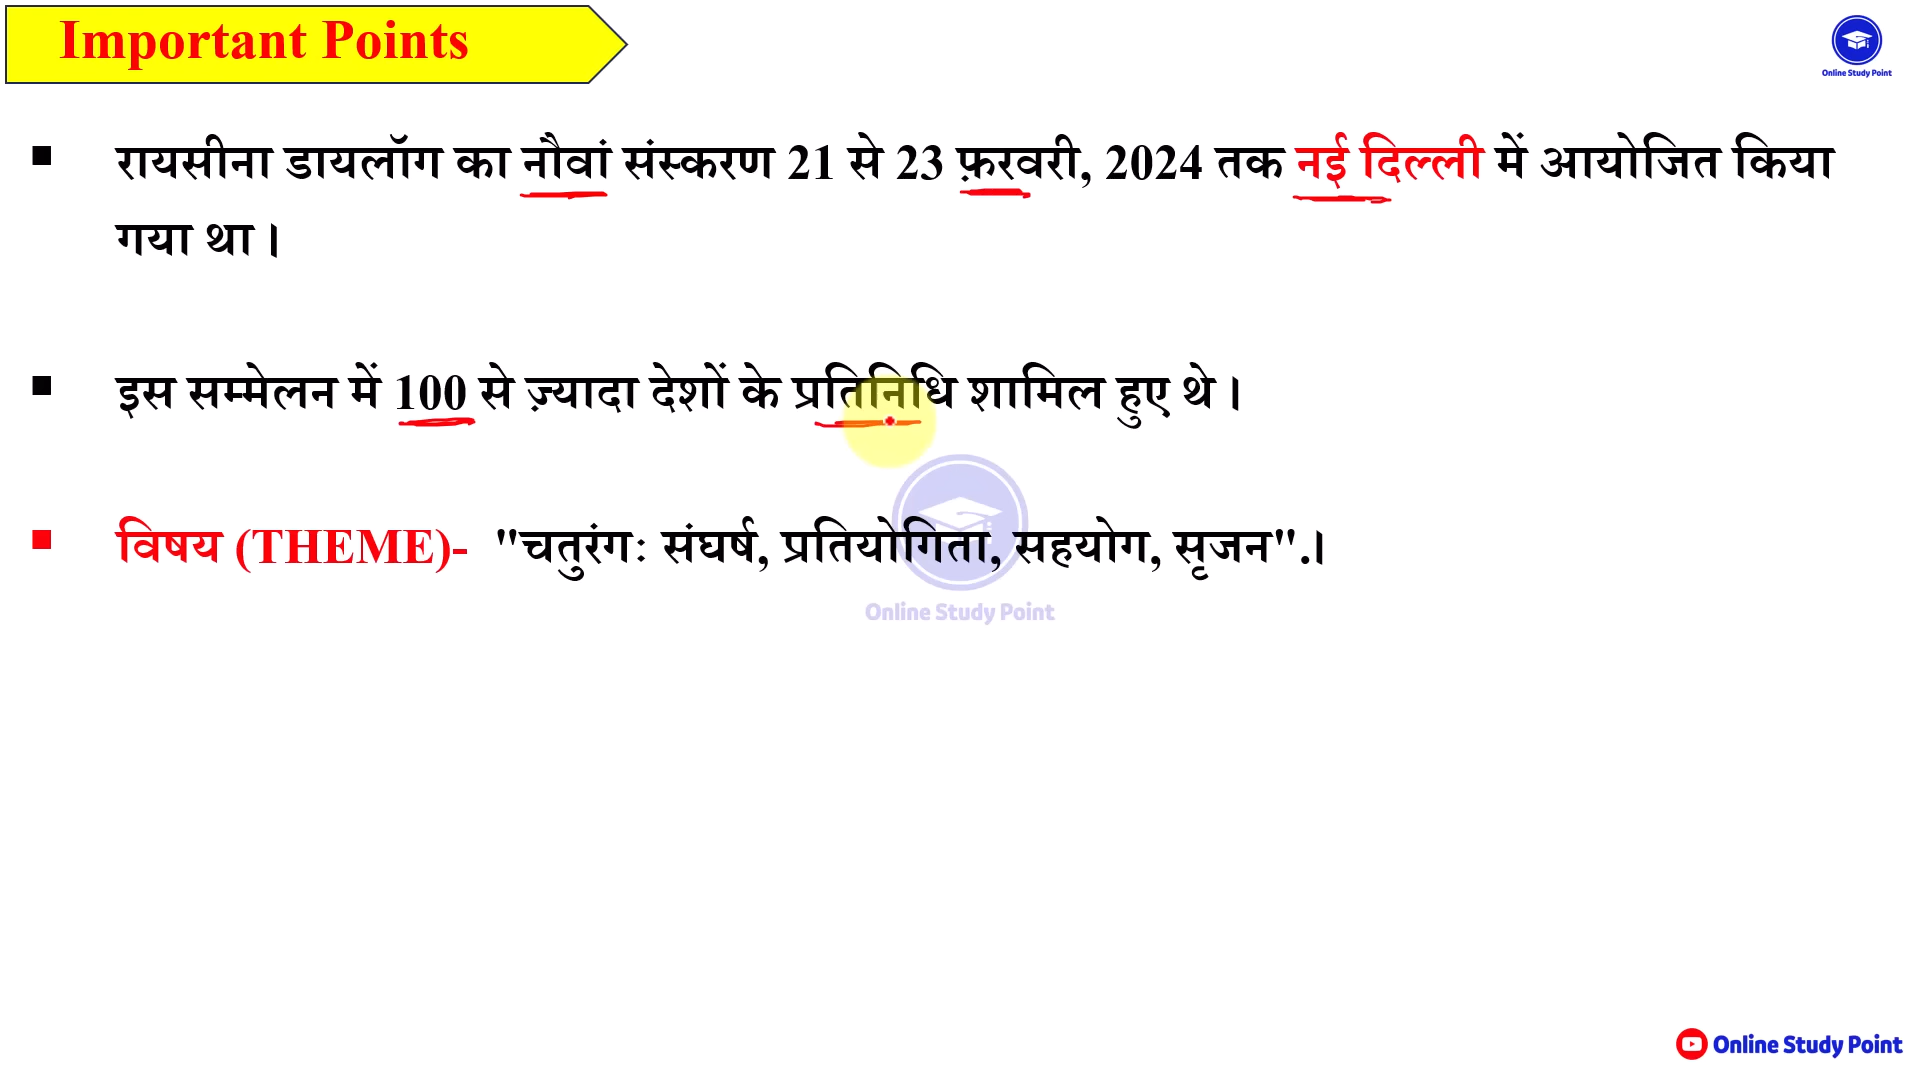 Important Points
Online Study Point
▪ रायसीना डायलॉग का नौवां संस्करण 21 से 23 फ़रवरी, 2024 तक नई दिल्ली में आयोजित किया
गया था।
▪ इस सम्मेलन में 100 से ज़्यादा देशों के प्रतिनिधि शामिल हुए थे।
▪ विषय (THEME)- "चतुरंगः संघर्ष, प्रतियोगिता, सहयोग, सृजन".।
Online Study Point
Online Study Point